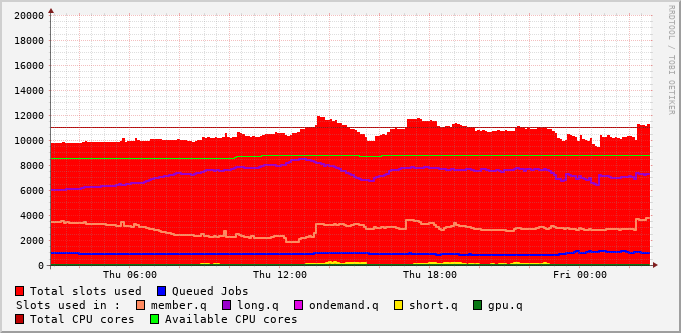 RRDTOOL / TOBI OETIKER
20000
18000
16000
14000
12000
10000
8000
6000
4000
2000
0
Thu 06:00 Thu 12:00 Thu 18:00 Fri 00:00
Total slots used Queued Jobs
Slots used in : member.q long.q ondemand.q short.q gpu.q
Total CPU cores Available CPU cores